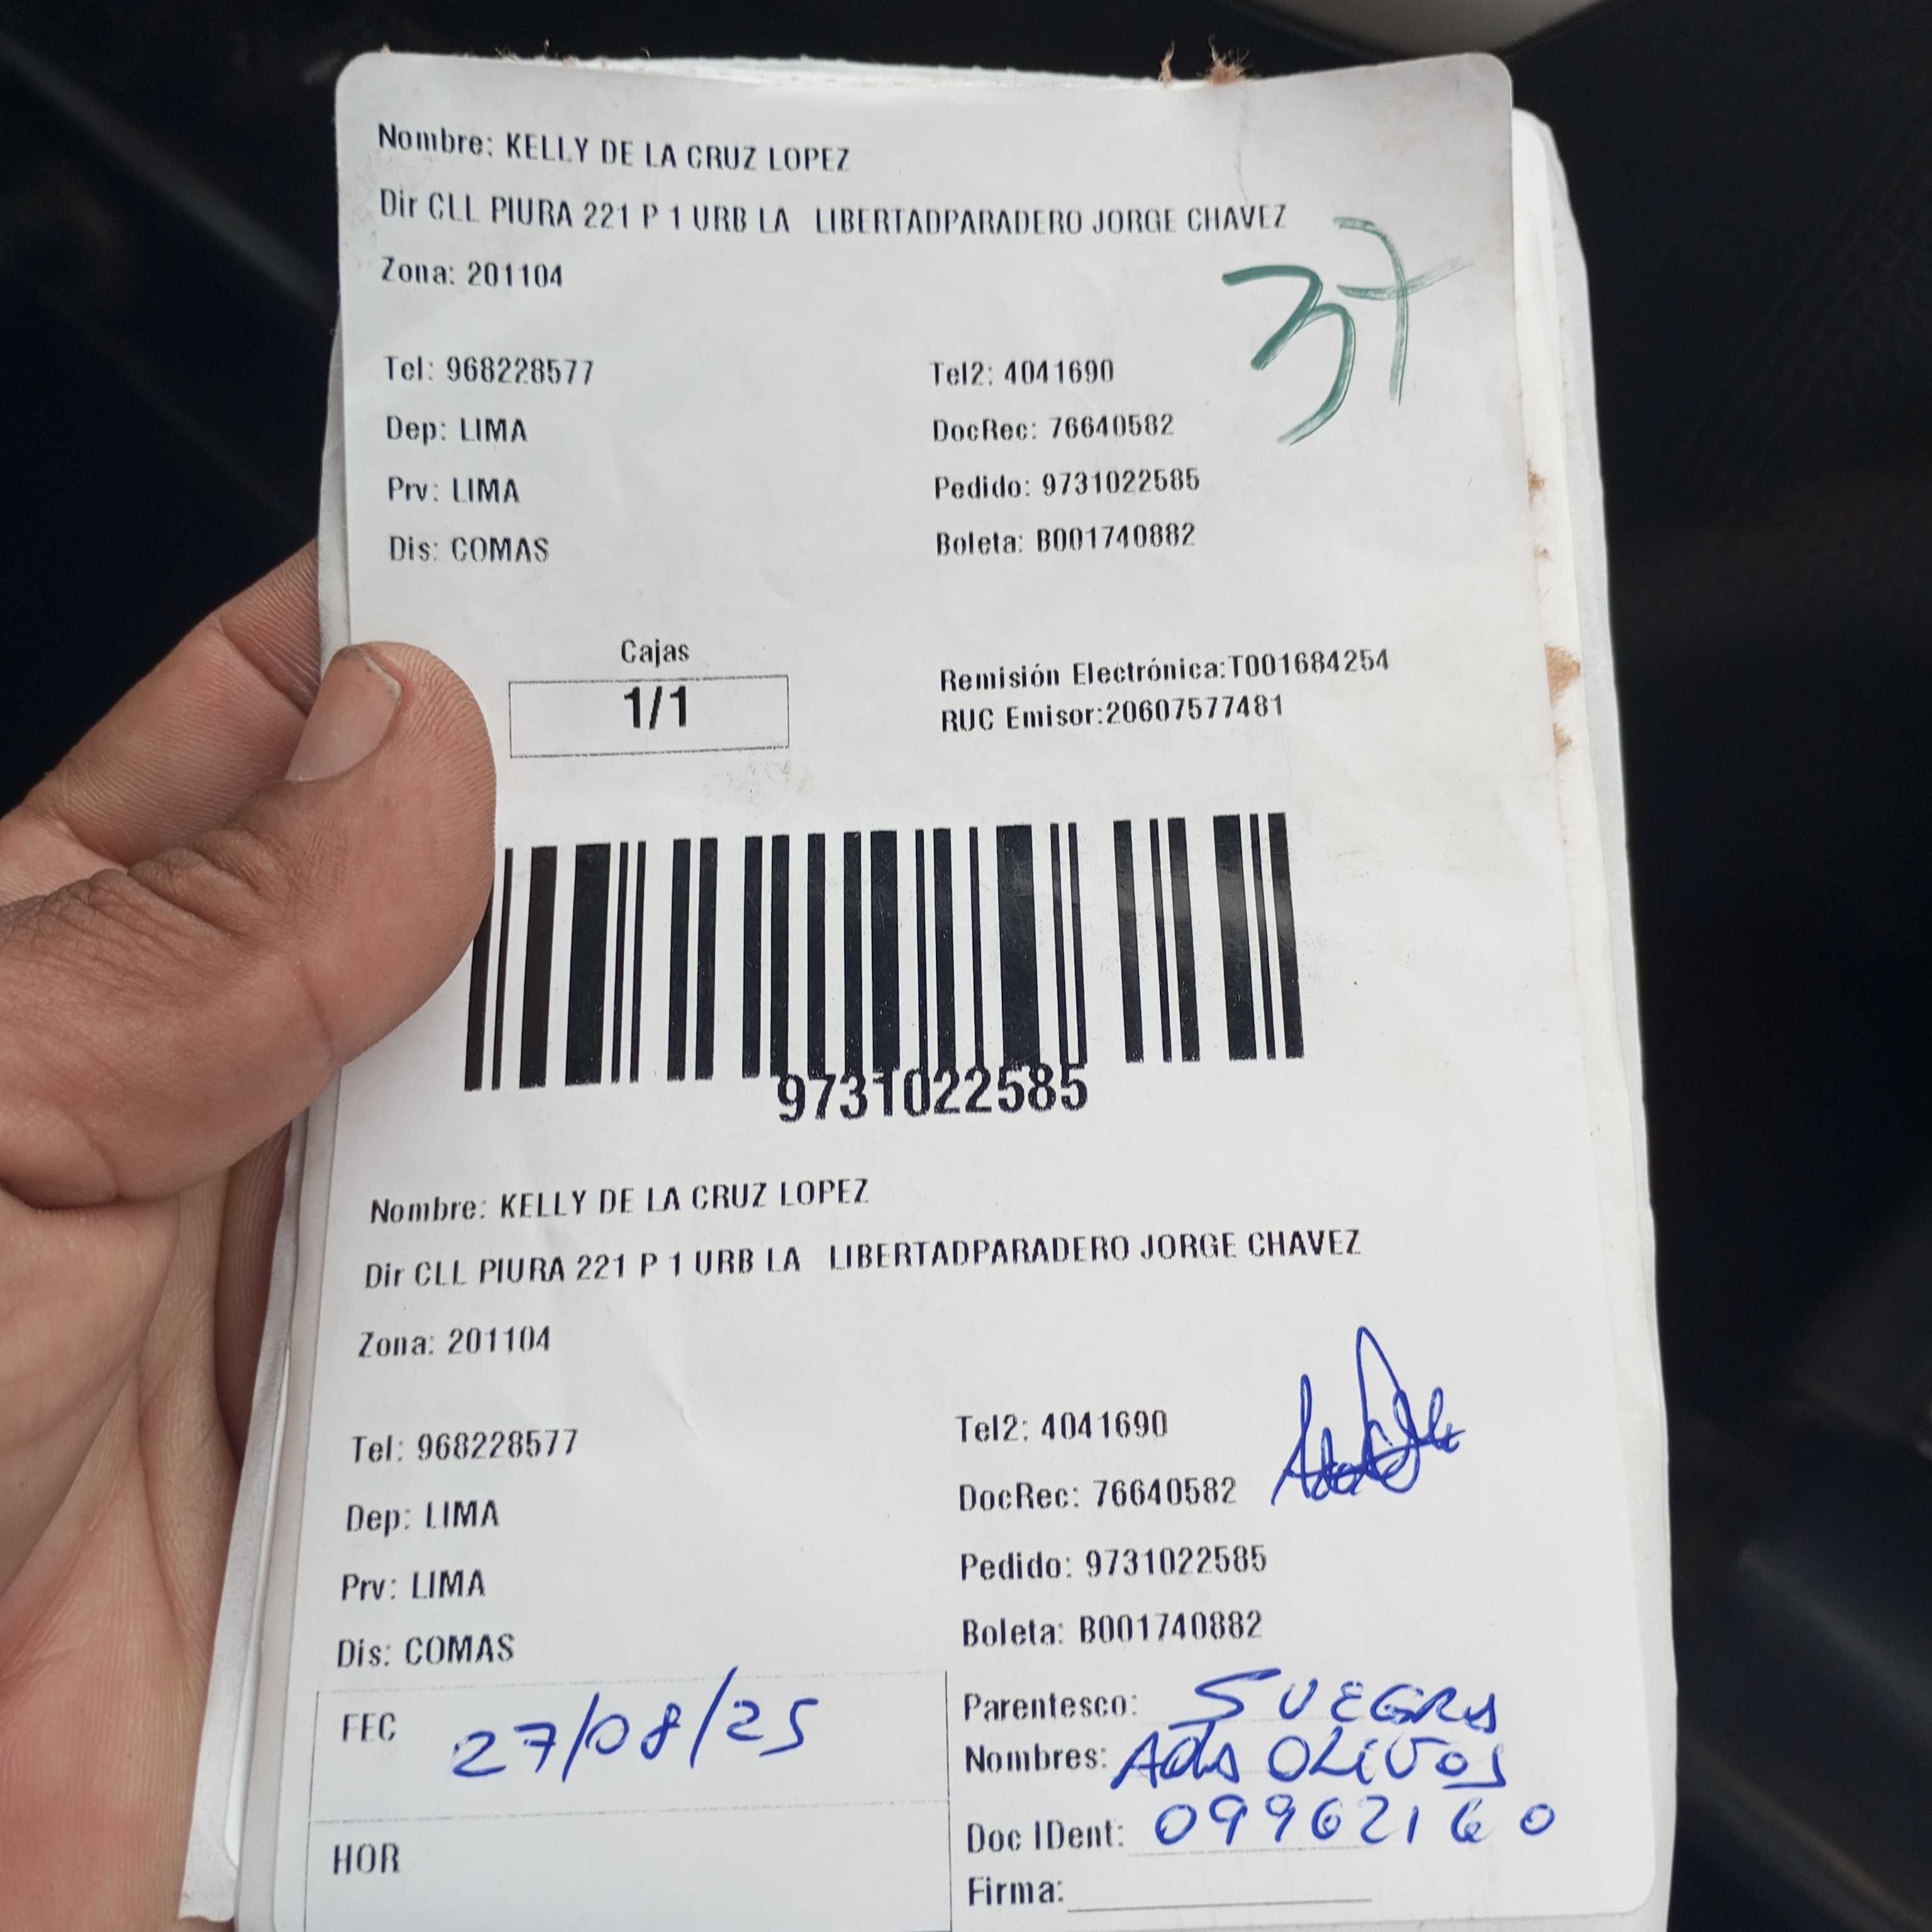 Nombre: KELLY DE LA CRUZ LOPEZ
Dir CLL PIURA 221 P 1 URB LA LIBERTADPARADERO JORGE CHAVEZ
Zona: 201104
37
Tel: 968228577
Tel2: 4041690
Dep: LIMA
DocRec: 76640582
Prv: LIMA
Pedido: 9731022585
Dis: COMAS
Boleta: B001740882
Cajas
1/1
Remisión Electrónica:T001684254
RUC Emisor:20607577481
9731022585
Nombre: KELLY DE LA CRUZ LOPEZ
Dir CLL PIURA 221 P 1 URB LA LIBERTADPARADERO JORGE CHAVEZ
Zona: 201104
Tel: 968228577
Tel2: 4041690
Dep: LIMA
DocRec: 76640582
Prv: LIMA
Pedido: 9731022585
Dis: COMAS
Boleta: B001740882
FEC 27/08/25
Parentesco: SUEGRA
Nombres: ADA OLIVOS
Doc IDent: 09962160
HOR
Firma: